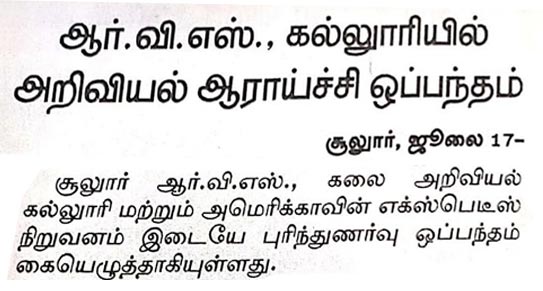 ஆர்.வி.எஸ்., கல்லூரியில்
அறிவியல் ஆராய்ச்சி ஒப்பந்தம்
சூலூர், ஜூலை 17–
சூலூர் ஆர்.வி.எஸ்., கலை அறிவியல்
கல்லூரி மற்றும் அமெரிக்காவின் எக்ஸ்பெடீஸ்
நிறுவனம் இடையே புரிந்துணர்வு ஒப்பந்தம்
கையெழுத்தாகியுள்ளது.